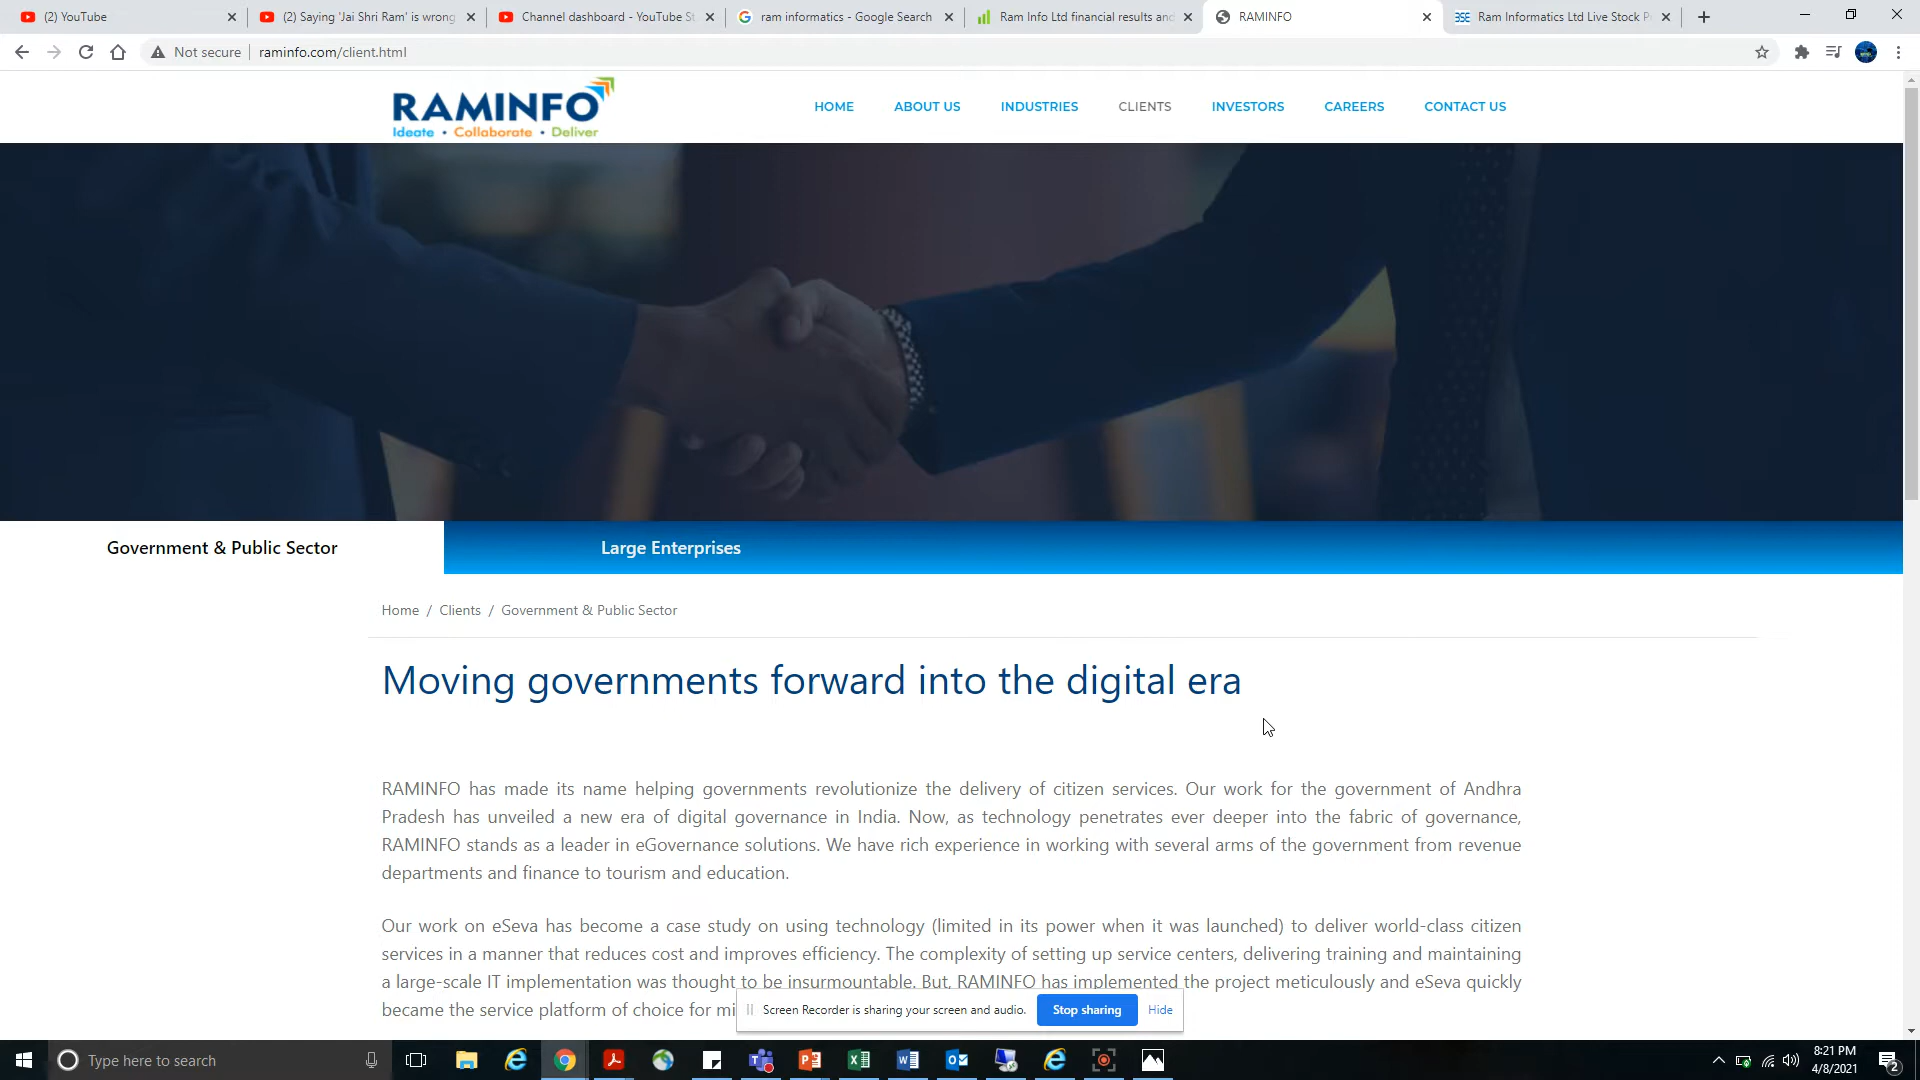 (2) YouTube
(2) Saying 'Jai Shri Ram' is wrong
Channel dashboard - YouTube St
ram informatics - Google Search
Ram Info Ltd financial results and
RAMINFO
BSE Ram Informatics Ltd Live Stock P
Not secure
raminfo.com/client.html
RAMINFO
Ideate • Collaborate • Deliver
HOME
ABOUT US
INDUSTRIES
CLIENTS
INVESTORS
CAREERS
CONTACT US
Government & Public Sector
Large Enterprises
Home / Clients / Government & Public Sector
Moving governments forward into the digital era
RAMINFO has made its name helping governments revolutionize the delivery of citizen services. Our work for the government of Andhra
Pradesh has unveiled a new era of digital governance in India. Now, as technology penetrates ever deeper into the fabric of governance,
RAMINFO stands as a leader in eGovernance solutions. We have rich experience in working with several arms of the government from revenue
departments and finance to tourism and education.
Our work on eSeva has become a case study on using technology (limited in its power when it was launched) to deliver world-class citizen
services in a manner that reduces cost and improves efficiency. The complexity of setting up service centers, delivering training and maintaining
a large-scale IT implementation was thought to be insurmountable. But, RAMINFO has implemented the project meticulously and eSeva quickly
became the service platform of choice for mi
Screen Recorder is sharing your screen and audio.
Stop sharing
Hide
Type here to search
8:21 PM
4/8/2021
2